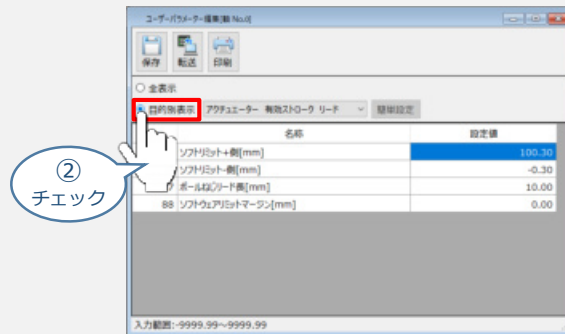 ユーザーパラメーター編集[軸 No.0]
保存 転送 印刷
全表示
目的別表示 アクチュエーター 有効ストローク リード 簡単設定
名称 設定値
ソフトリミット+側[mm] 100.30
ソフトリミット-側[mm] -0.30
ボールねじリード長[mm] 10.00
88 ソフトウェアリミットマージン[mm] 0.00
②
チェック
入力範囲:-9999.99~9999.99